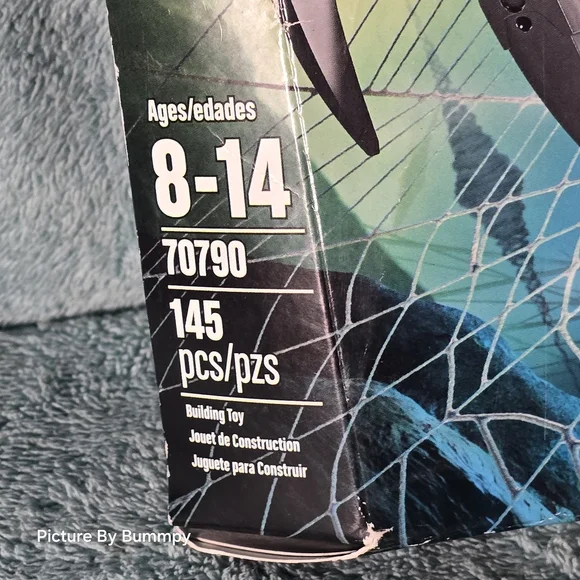 Ages/edades
8-14
70790
145
pcs/pzs
Building Toy
Jouet de Construction
Juguete para Construir
Picture By Bummpy